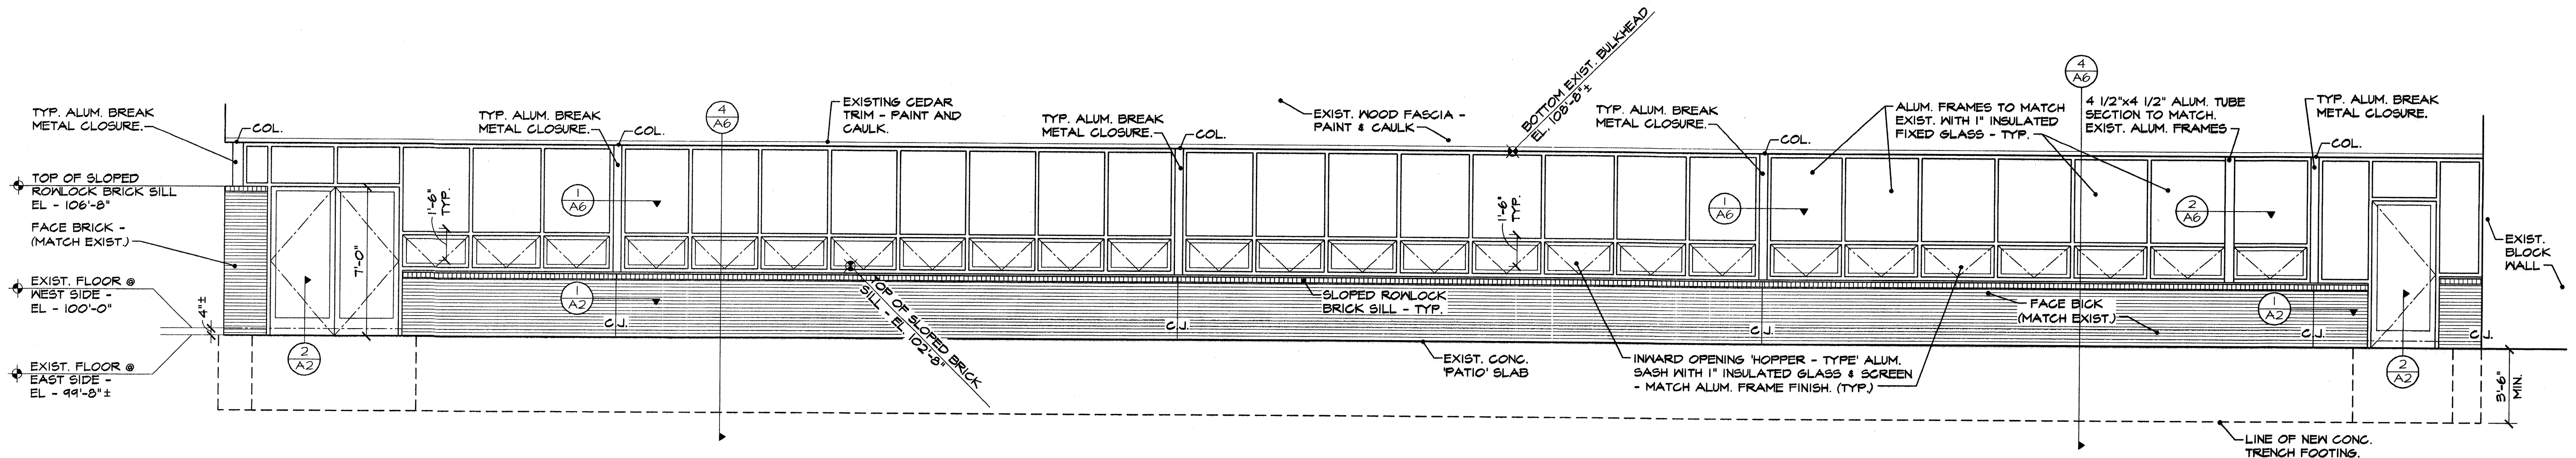 TYP. ALUM. BREAK
METAL CLOSURE.
COL.
TOP OF SLOPED
ROWLOCK BRICK SILL
EL - 106'-8"
FACE BRICK -
(MATCH EXIST.)
EXIST. FLOOR @
WEST SIDE -
EL - 100'-0"
4"±
EXIST. FLOOR @
EAST SIDE -
EL - 99'-8"±
2
A2
7'-0"
1'-6"
TYP.
TYP. ALUM. BREAK
METAL CLOSURE.
COL.
1
A6
1
A2
C.J.
4
A6
EXISTING CEDAR
TRIM - PAINT AND
CAULK.
TOP OF SLOPED BRICK
SILL - EL. 102'-8"
TYP. ALUM. BREAK
METAL CLOSURE.
COL.
C.J.
EXIST. WOOD FASCIA -
PAINT & CAULK
BOTTOM EXIST. BULKHEAD
EL. 108'-8"±
1'-6"
TYP.
SLOPED ROWLOCK
BRICK SILL - TYP.
EXIST. CONC.
'PATIO' SLAB
TYP. ALUM. BREAK
METAL CLOSURE.
COL.
1
A6
C.J.
INWARD OPENING 'HOPPER - TYPE' ALUM.
SASH WITH 1" INSULATED GLASS & SCREEN
- MATCH ALUM. FRAME FINISH. (TYP.)
ALUM. FRAMES TO MATCH
EXIST. WITH 1" INSULATED
FIXED GLASS - TYP.
4
A6
4 1/2"x4 1/2" ALUM. TUBE
SECTION TO MATCH.
EXIST. ALUM. FRAMES
2
A6
FACE BICK
(MATCH EXIST.)
1
A2
C.J.
TYP. ALUM. BREAK
METAL CLOSURE.
COL.
2
A2
C.J.
EXIST.
BLOCK
WALL
3'-6"
MIN.
LINE OF NEW CONC.
TRENCH FOOTING.